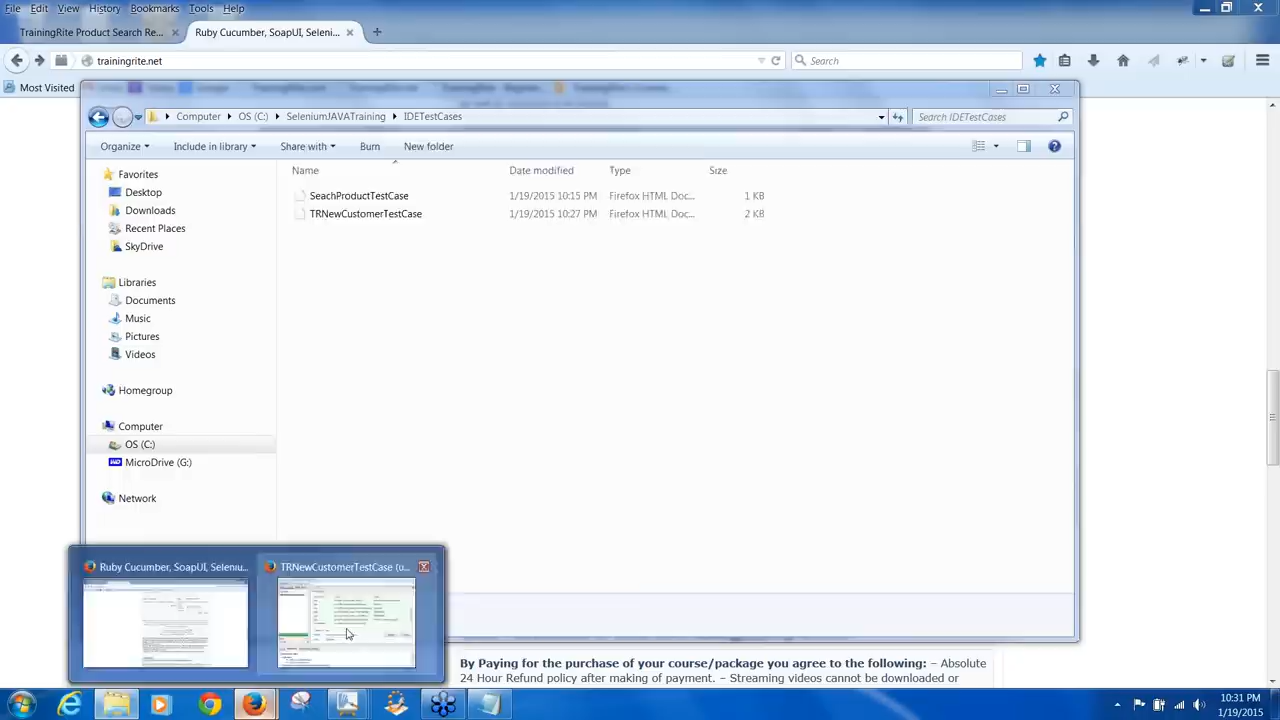 File Edit View History Bookmarks Tools Help
TrainingRite Product Search Re... Ruby Cucumber, SoapUI, Seleni...
trainingrite.net Search
Most Visited
Computer OS (C:) SeleniumJAVATraining IDETestCases Search IDETestCases
Organize Include in library Share with Burn New folder
Name Date modified Type Size
SeachProductTestCase 1/19/2015 10:15 PM Firefox HTML Doc... 1 KB
TRNewCustomerTestCase 1/19/2015 10:27 PM Firefox HTML Doc... 2 KB
Favorites
Desktop
Downloads
Recent Places
SkyDrive
Libraries
Documents
Music
Pictures
Videos
Homegroup
Computer
OS (C:)
MicroDrive (G:)
Network
Ruby Cucumber, SoapUI, Seleniu... TRNewCustomerTestCase (u...
By Paying for the purchase of your course/package you agree to the following: – Absolute
24 Hour Refund policy after making of payment. – Streaming videos cannot be downloaded or
10:31 PM
1/19/2015